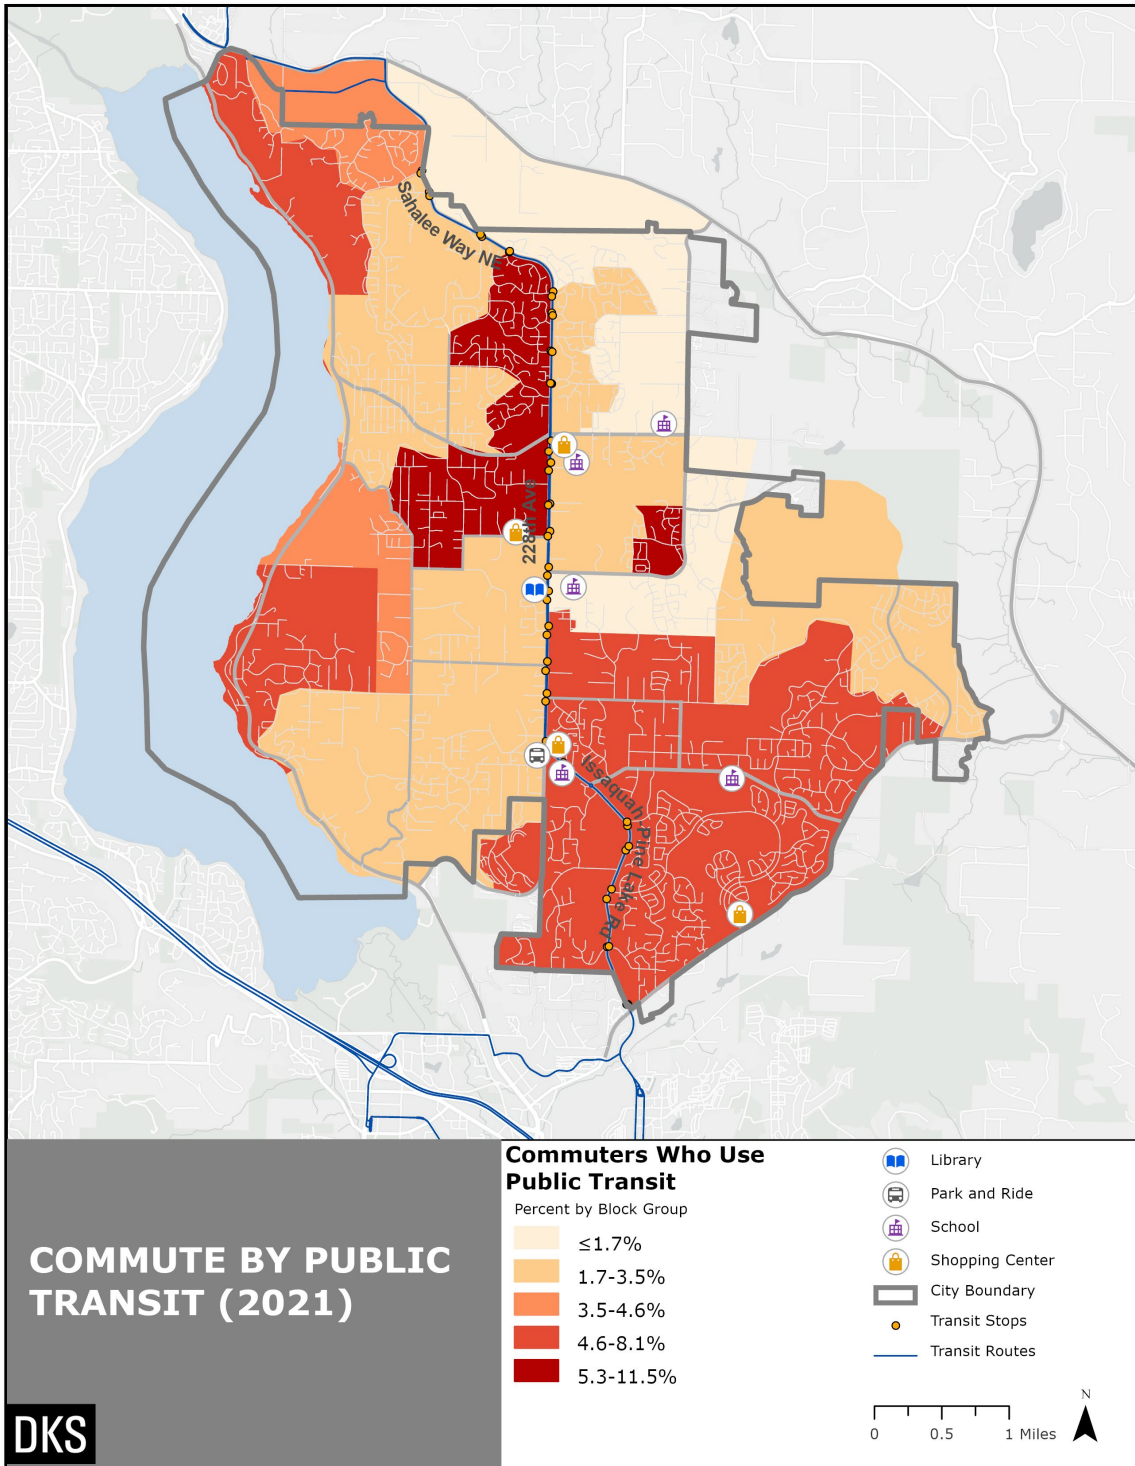 Sahalee Way NE
228th Ave
Issaquah-Pine Lake Rd
COMMUTE BY PUBLIC
TRANSIT (2021)
DKS
Commuters Who Use
Public Transit
Percent by Block Group
≤1.7%
1.7-3.5%
3.5-4.6%
4.6-8.1%
5.3-11.5%
Library
Park and Ride
School
Shopping Center
City Boundary
Transit Stops
Transit Routes
N
0 0.5 1 Miles